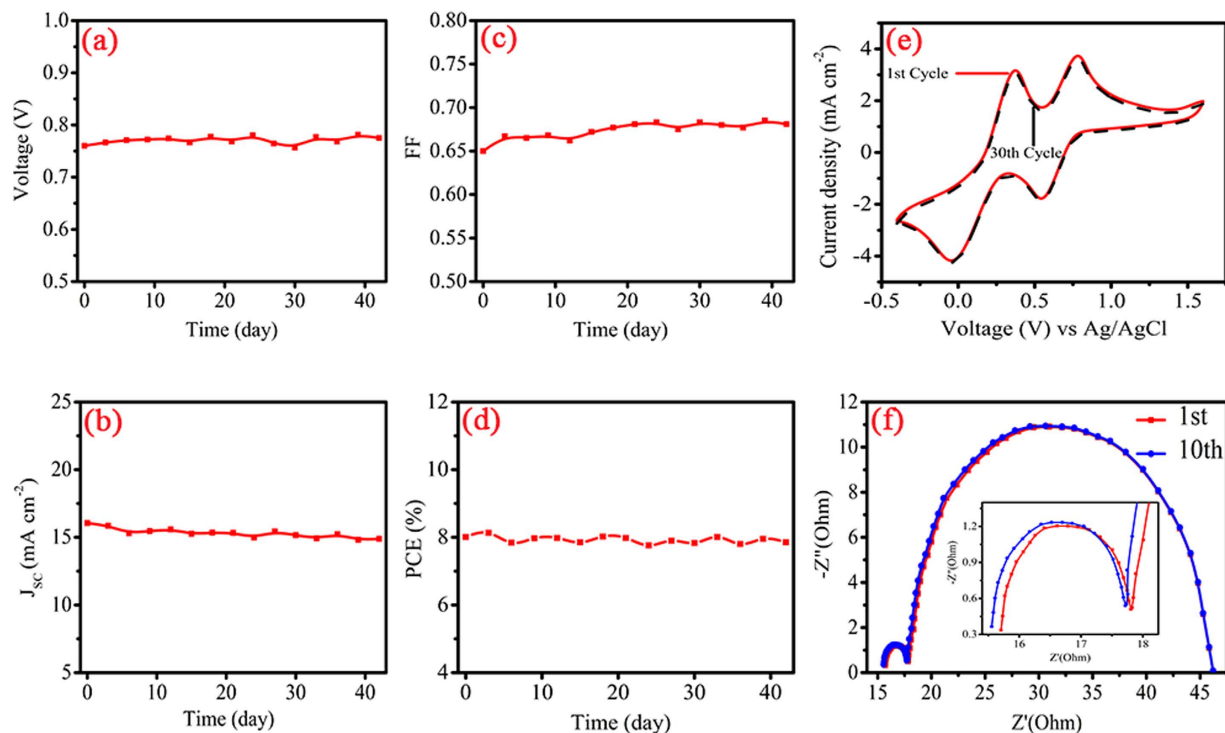 (a)
1.0
0.9
0.8
0.7
0.6
0.5
Voltage (V)
0 10 20 30 40
Time (day)
(c)
0.80
0.75
0.70
0.65
0.60
0.55
0.50
FF
0 10 20 30 40
Time (day)
(e)
4
2
0
-2
-4
Current density (mA cm⁻²)
1st Cycle
30th Cycle
-0.5 0.0 0.5 1.0 1.5
Voltage (V) vs Ag/AgCl
(b)
25
20
15
10
5
J_SC (mA cm⁻²)
0 10 20 30 40
Time (day)
(d)
12
10
8
6
4
PCE (%)
0 10 20 30 40
Time (day)
(f)
1st
10th
12
10
8
6
4
2
0
-Z"(Ohm)
1.2
0.9
0.6
0.3
-Z"(Ohm)
16 17 18
Z'(Ohm)
15 20 25 30 35 40 45
Z'(Ohm)